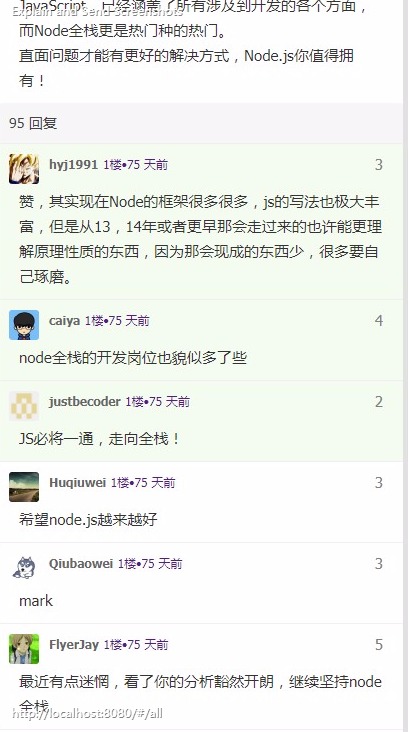 JavaScript，已经涵盖了所有涉及到开发的各个方面，
Explain and Send Screenshots
而Node全栈更是热门种的热门。
直面问题才能有更好的解决方式，Node.js你值得拥
有！
95 回复
hyj1991 1楼•75 天前 3
赞，其实现在Node的框架很多很多，js的写法也极大丰
富，但是从13，14年或者更早那会走过来的也许能更理
解原理性质的东西，因为那会现成的东西少，很多要自
己琢磨。
caiya 1楼•75 天前 4
node全栈的开发岗位也貌似多了些
justbecoder 1楼•75 天前 2
JS必将一通，走向全栈！
Huqiuwei 1楼•75 天前 3
希望node.js越来越好
Qiubaowei 1楼•75 天前 3
mark
FlyerJay 1楼•75 天前 5
最近有点迷惘，看了你的分析豁然开朗，继续坚持node
全栈
http://localhost:8080/#/all